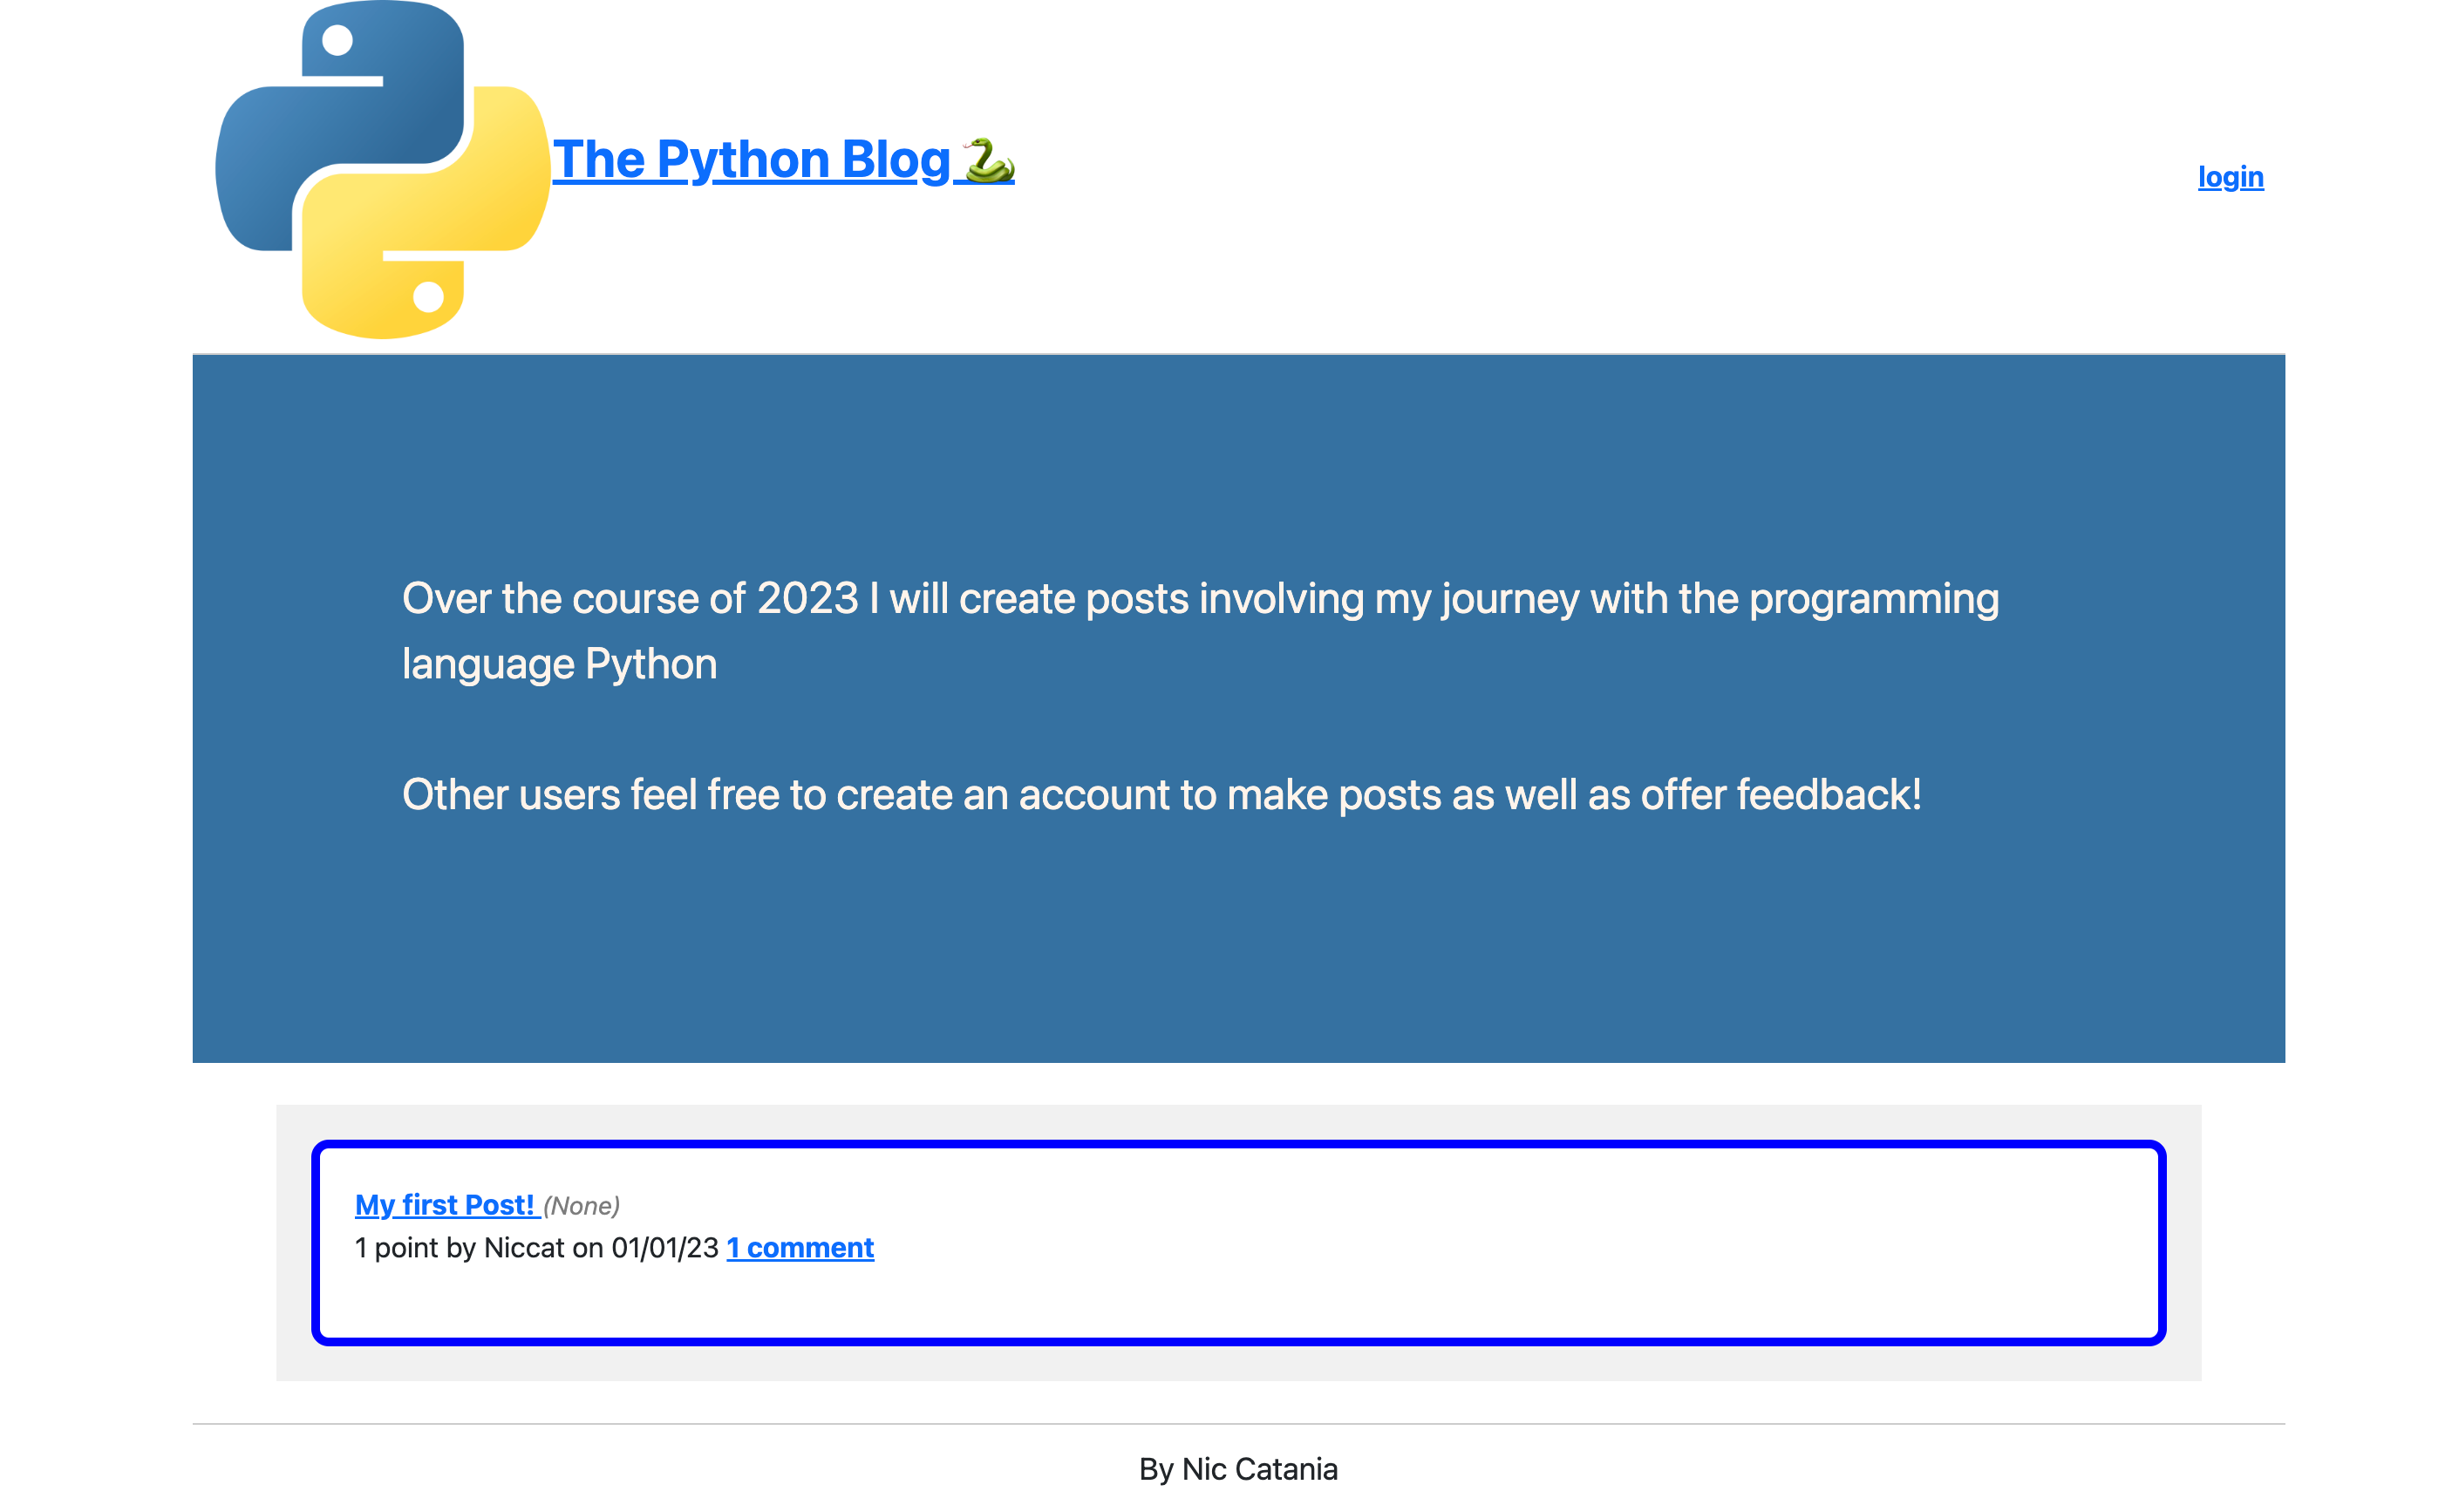 The Python Blog 🐍
login
Over the course of 2023 I will create posts involving my journey with the programming
language Python
Other users feel free to create an account to make posts as well as offer feedback!
My first Post! (None)
1 point by Niccat on 01/01/23 1 comment
By Nic Catania